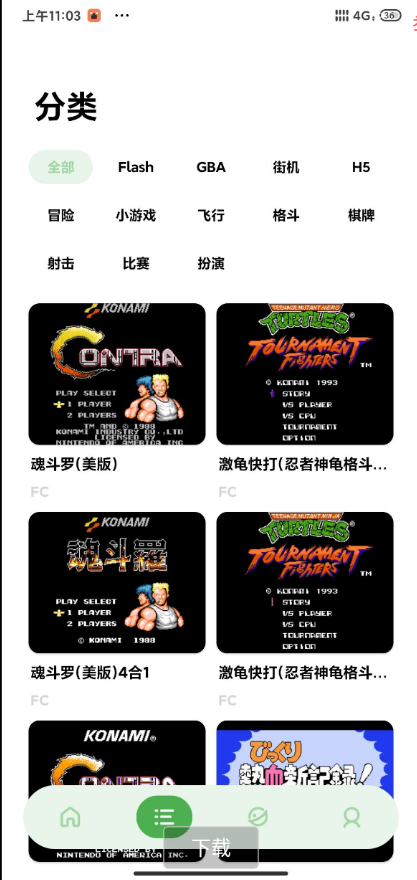 上午11:03 ... 4G 36
分类
全部 Flash GBA 街机 H5
冒险 小游戏 飞行 格斗 棋牌
射击 比赛 扮演
KONAMI
CONTRA
PLAY SELECT
1 PLAYER
2 PLAYERS
TM AND © 1988
KONAMI INDUSTRY CO.,LTD
LICENSED BY
NINTENDO OF AMERICA INC
魂斗罗(美版)
FC
TEENAGE MUTANT HERO
TURTLES
TOURNAMENT
FIGHTERS
TM
© KONAMI 1993
STORY
VS PLAYER
VS CPU
TOURNAMENT
OPTION
激龟快打(忍者神龟格斗...
FC
KONAMI
魂斗羅
PLAY SELECT
1 PLAYER
2 PLAYERS
© KONAMI 1988
魂斗罗(美版)4合1
FC
TEENAGE MUTANT NINJA
TURTLES
TOURNAMENT
FIGHTERS
TM
© KONAMI 1993
STORY
VS PLAYER
VS CPU
TOURNAMENT
OPTION
激龟快打(忍者神龟格斗...
FC
KONAMI®
LICENSED BY
NINTENDO OF AMERICA INC.
びっくり
熱血新記録!
下载